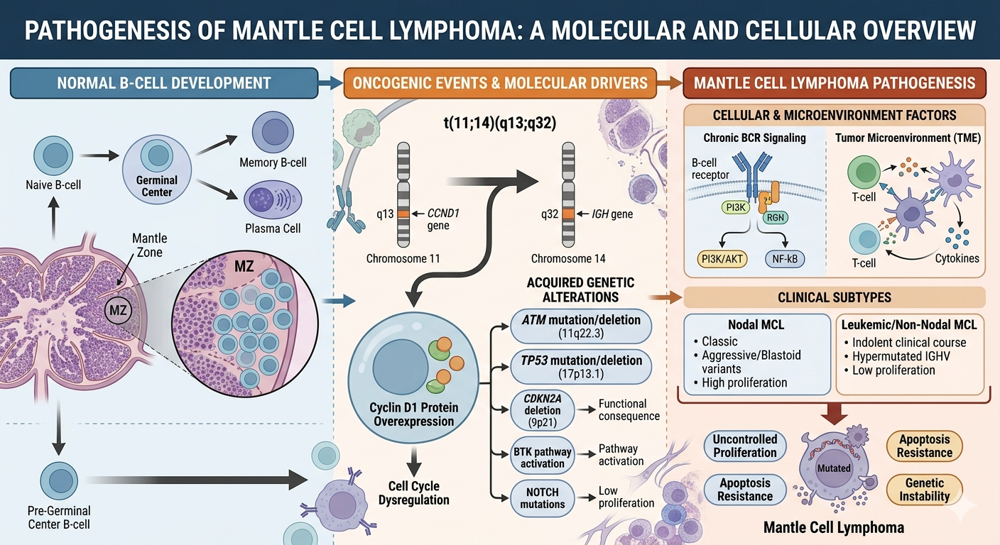 PATHOGENESIS OF MANTLE CELL LYMPHOMA: A MOLECULAR AND CELLULAR OVERVIEW
NORMAL B-CELL DEVELOPMENT
Naive B-cell
Germinal
Center
Memory B-cell
Plasma Cell
Mantle
Zone
MZ
MZ
Pre-Germinal
Center B-cell
ONCOGENIC EVENTS & MOLECULAR DRIVERS
t(11;14)(q13;q32)
q13
CCND1
gene
Chromosome 11
q32
IGH gene
Chromosome 14
Cyclin D1 Protein
Overexpression
Cell Cycle
Dysregulation
ACQUIRED GENETIC
ALTERATIONS
ATM mutation/deletion
(11q22.3)
TP53 mutation/deletion
(17p13.1)
CDKN2A
deletion
(9p21)
Functional
consequence
BTK pathway
activation
Pathway
activation
NOTCH
mutations
Low
proliferation
MANTLE CELL LYMPHOMA PATHOGENESIS
CELLULAR & MICROENVIRONMENT FACTORS
Chronic BCR Signaling
B-cell
receptor
PI3K
RGN
PI3K/AKT
NF-kB
Tumor Microenvironment (TME)
T-cell
T-cell
Cytokines
CLINICAL SUBTYPES
Nodal MCL
• Classic
• Aggressive/Blastoid
variants
• High proliferation
Leukemic/Non-Nodal MCL
• Indolent clinical course
• Hypermutated IGHV
• Low proliferation
Uncontrolled
Proliferation
Apoptosis
Resistance
Mutated
Apoptosis
Resistance
Genetic
Instability
Mantle Cell Lymphoma